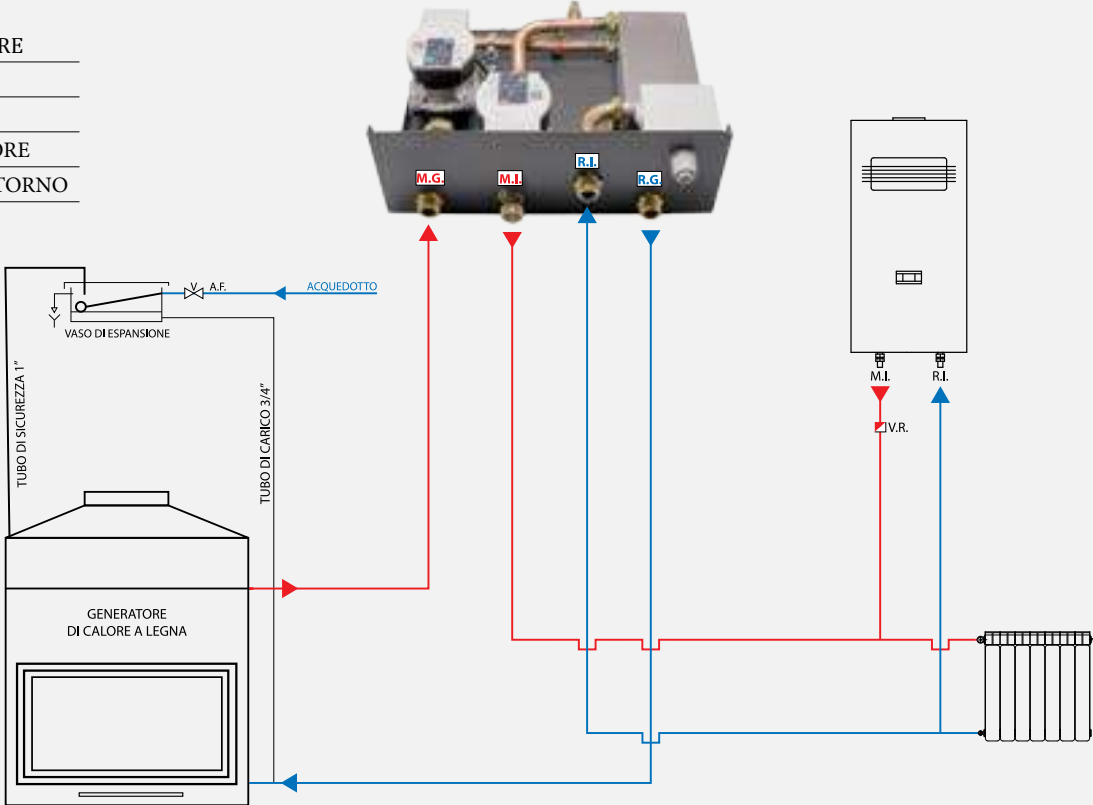 RE
ORE
TORNO
M.G.
M.I.
R.I.
R.G.
V
A.F.
ACQUEDOTTO
VASO DI ESPANSIONE
TUBO DI SICUREZZA 1"
TUBO DI CARICO 3/4"
M.I.
R.I.
V.R.
GENERATORE
DI CALORE A LEGNA